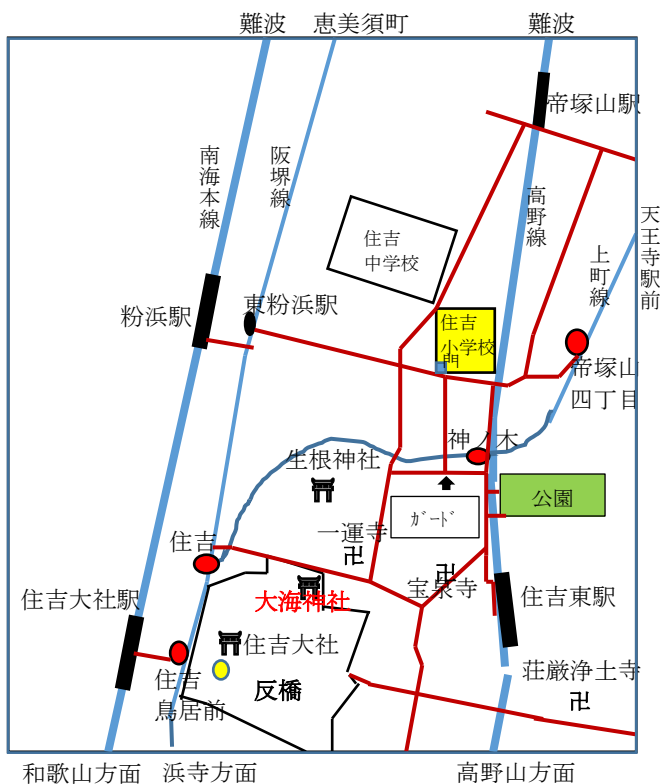 難波
恵美須町
難波
帝塚山駅
南海本線
阪堺線
高野線
上町線
天王寺駅前
住吉
中学校
粉浜駅
東粉浜駅
住吉
小学校
門
帝塚山
四丁目
神ノ木
生根神社
ガード
公園
一運寺
卍
卍
宝泉寺
住吉
住吉大社駅
大海神社
住吉東駅
住吉大社
住吉
鳥居前
反橋
荘厳浄土寺
卍
和歌山方面
浜寺方面
高野山方面